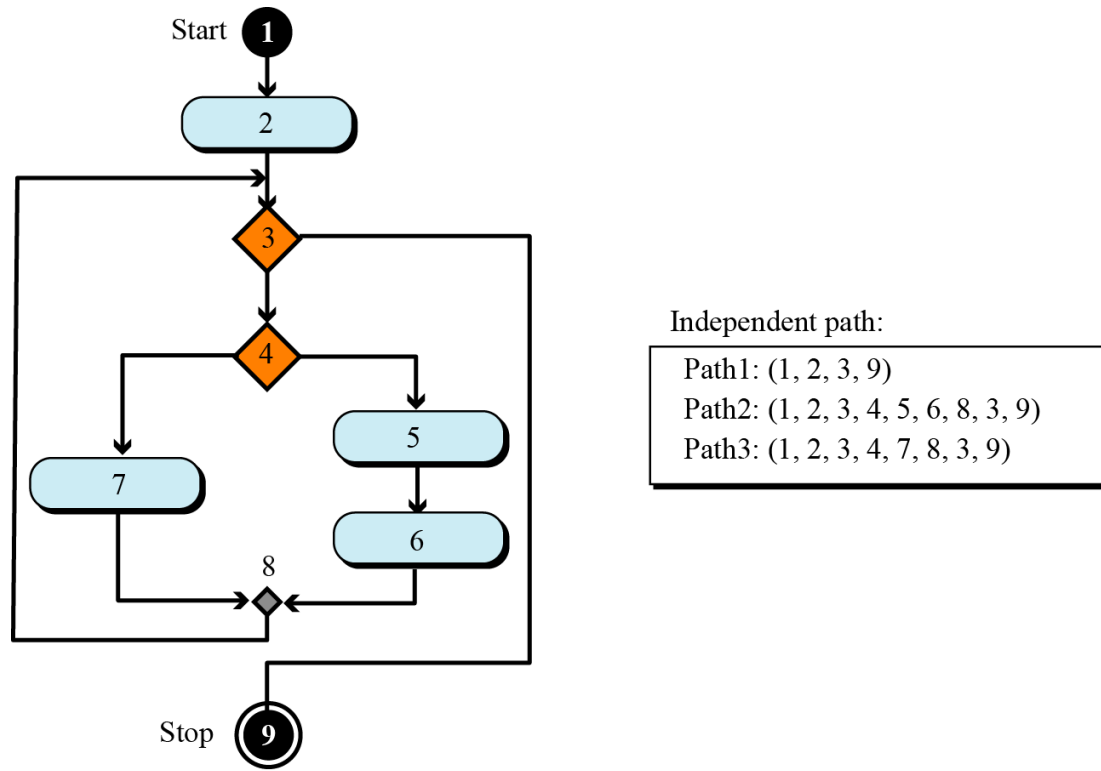 Start 1
2
3
4
5
7
6
8
Stop 9
Independent path:
Path1: (1, 2, 3, 9)
Path2: (1, 2, 3, 4, 5, 6, 8, 3, 9)
Path3: (1, 2, 3, 4, 7, 8, 3, 9)